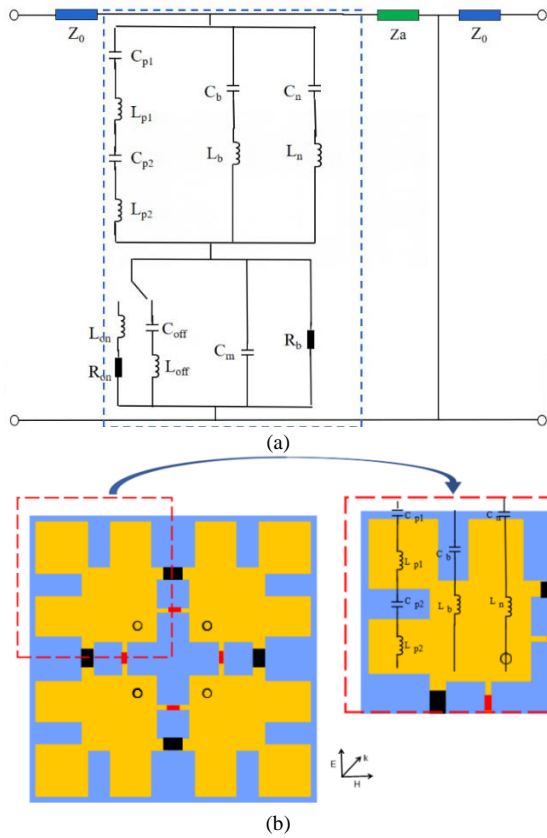 Z0 Za Z0
Cp1
Cb Cn
Lp1
Cp2 Lb Ln
Lp2
Lon Coff
Cm Rb
Ron Loff
(a)
Cp1 Cn
Cb
Lp1
Cp2 Lb Ln
Lp2
E k
H
(b)